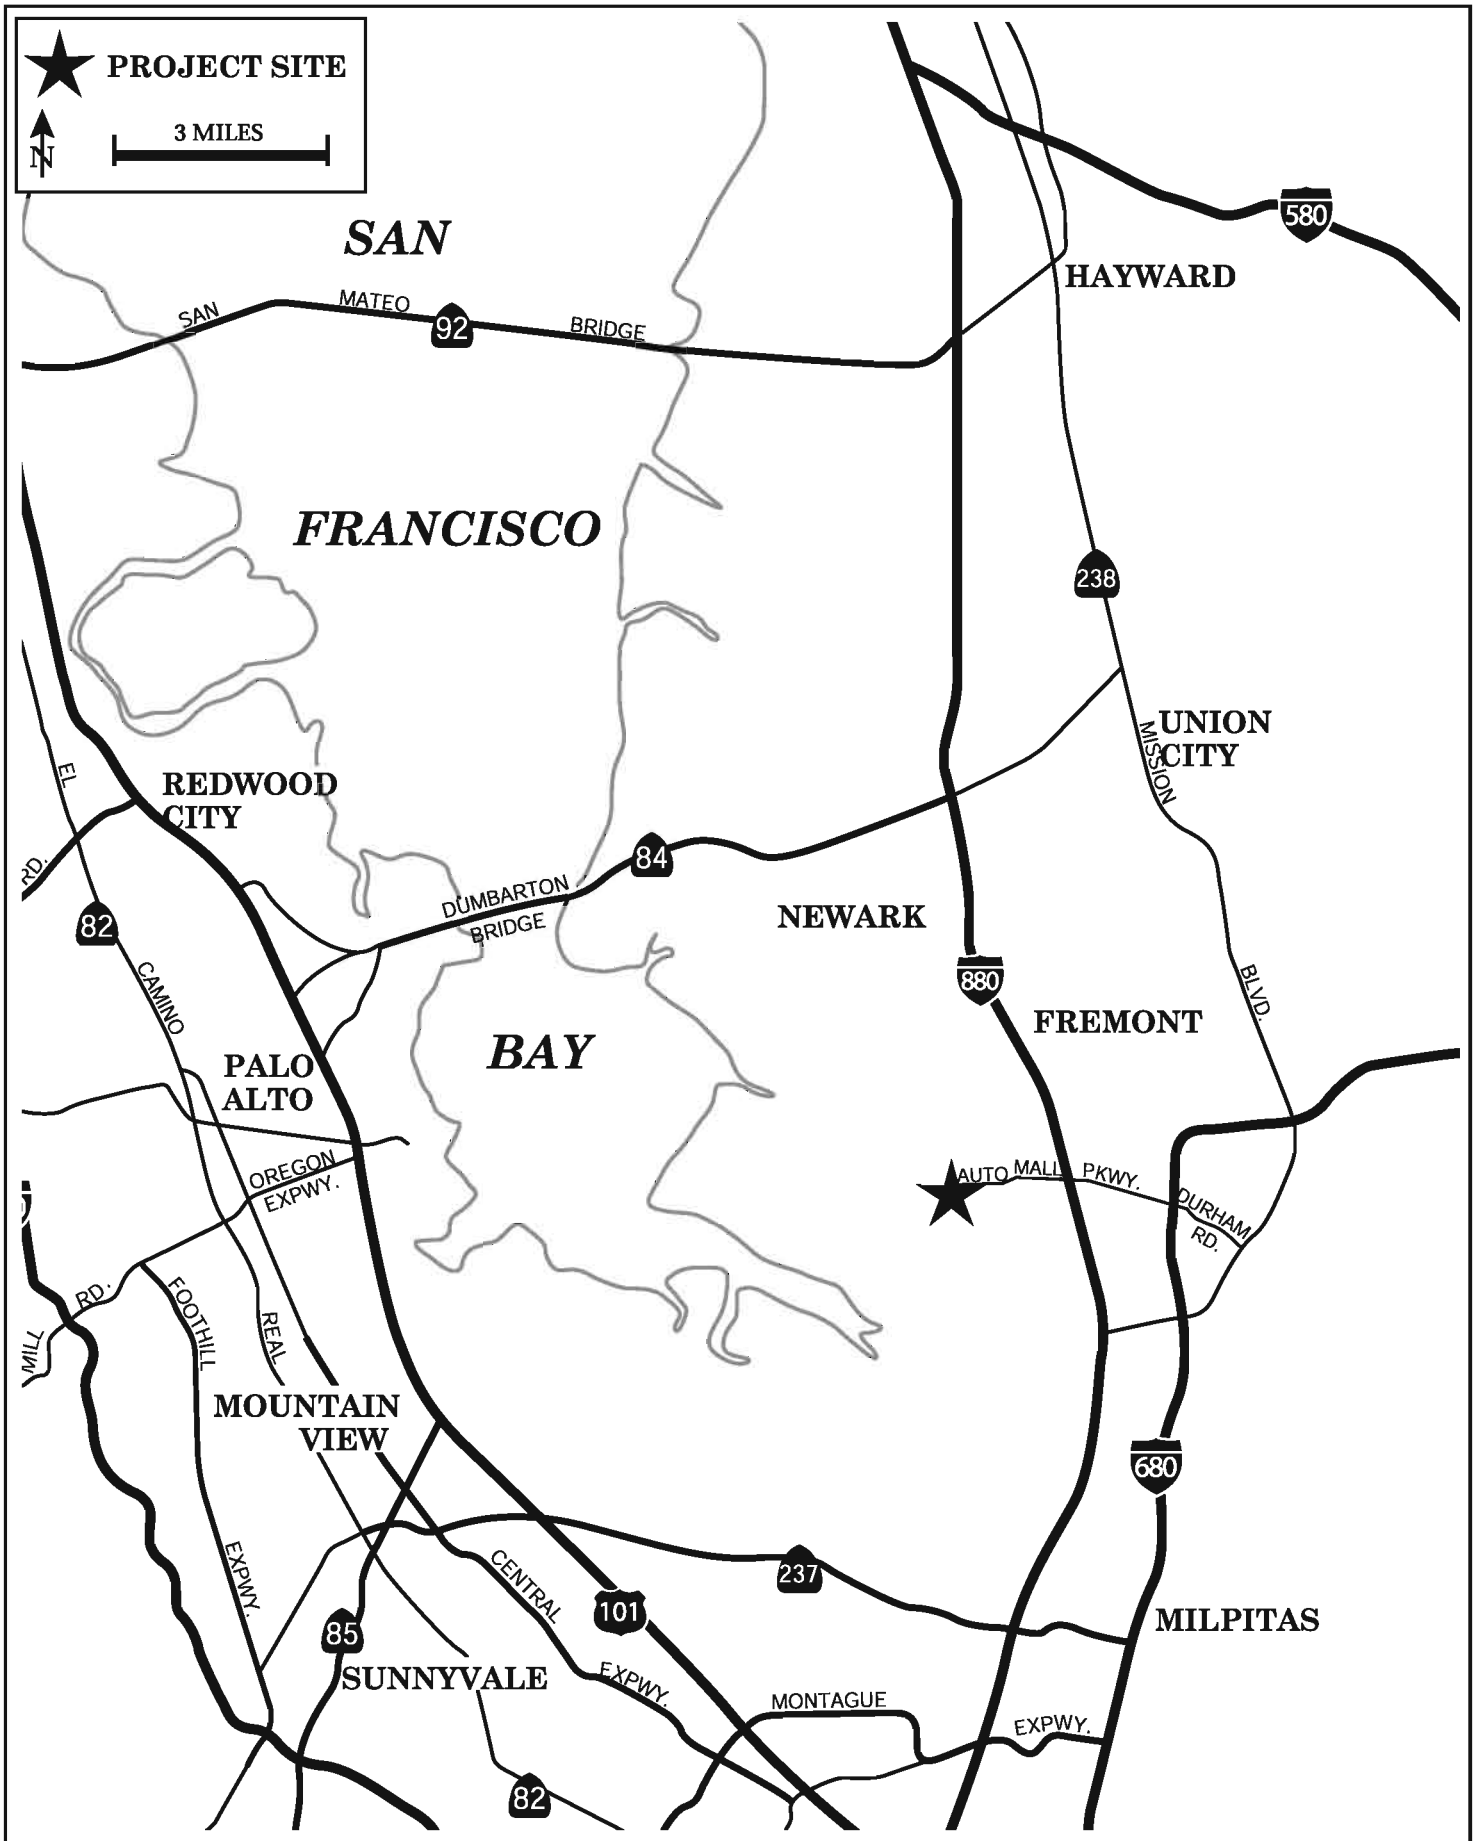 PROJECT SITE
3 MILES
N
SAN
580
HAYWARD
SAN
MATEO
92
BRIDGE
FRANCISCO
238
UNION
CITY
MISSION
EL
REDWOOD
CITY
84
RD.
DUMBARTON
BRIDGE
82
NEWARK
880
CAMINO
BLVD.
FREMONT
BAY
PALO
ALTO
OREGON
EXPWY.
AUTO MALL PKWY.
DURHAM
RD.
RD.
FOOTHILL
REAL
MILL
MOUNTAIN
VIEW
680
EXPWY.
CENTRAL
237
101
85
MILPITAS
SUNNYVALE
EXPWY.
MONTAGUE
EXPWY.
82